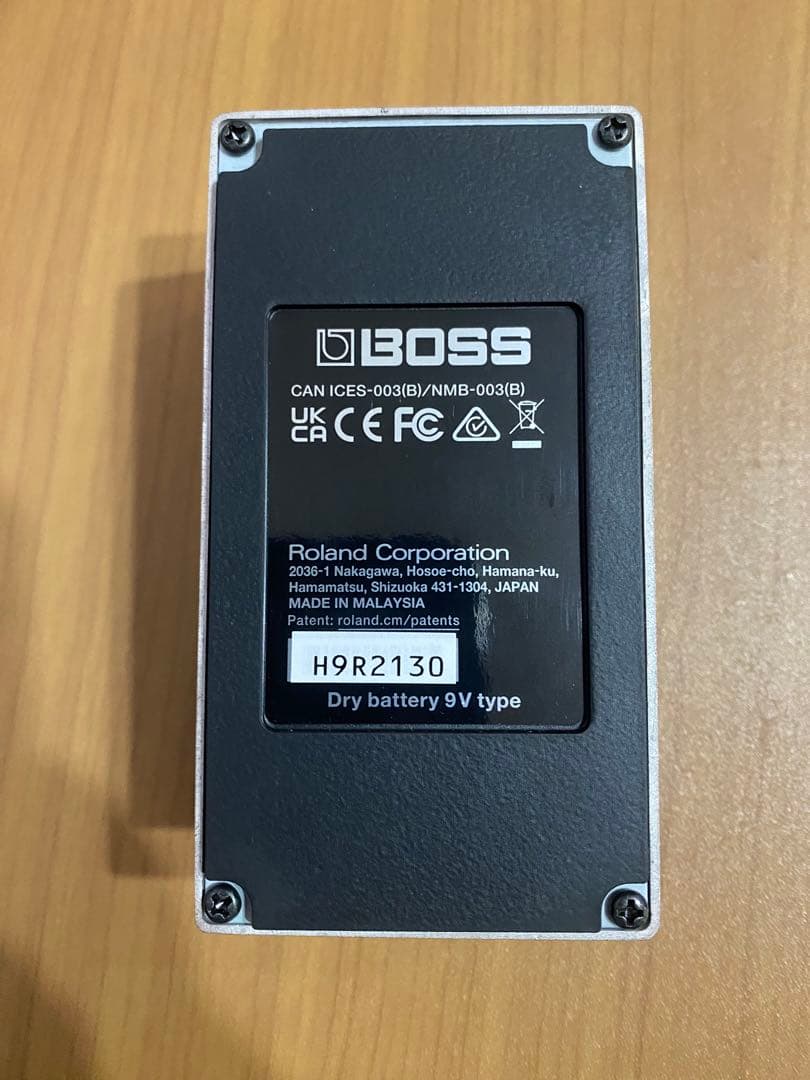 BOSS
CAN ICES-003(B)/NMB-003(B)
UK
CA CE FC
Roland Corporation
2036-1 Nakagawa, Hosoe-cho, Hamana-ku,
Hamamatsu, Shizuoka 431-1304, JAPAN
MADE IN MALAYSIA
Patent: roland.cm/patents
H9R2130
Dry battery 9V type